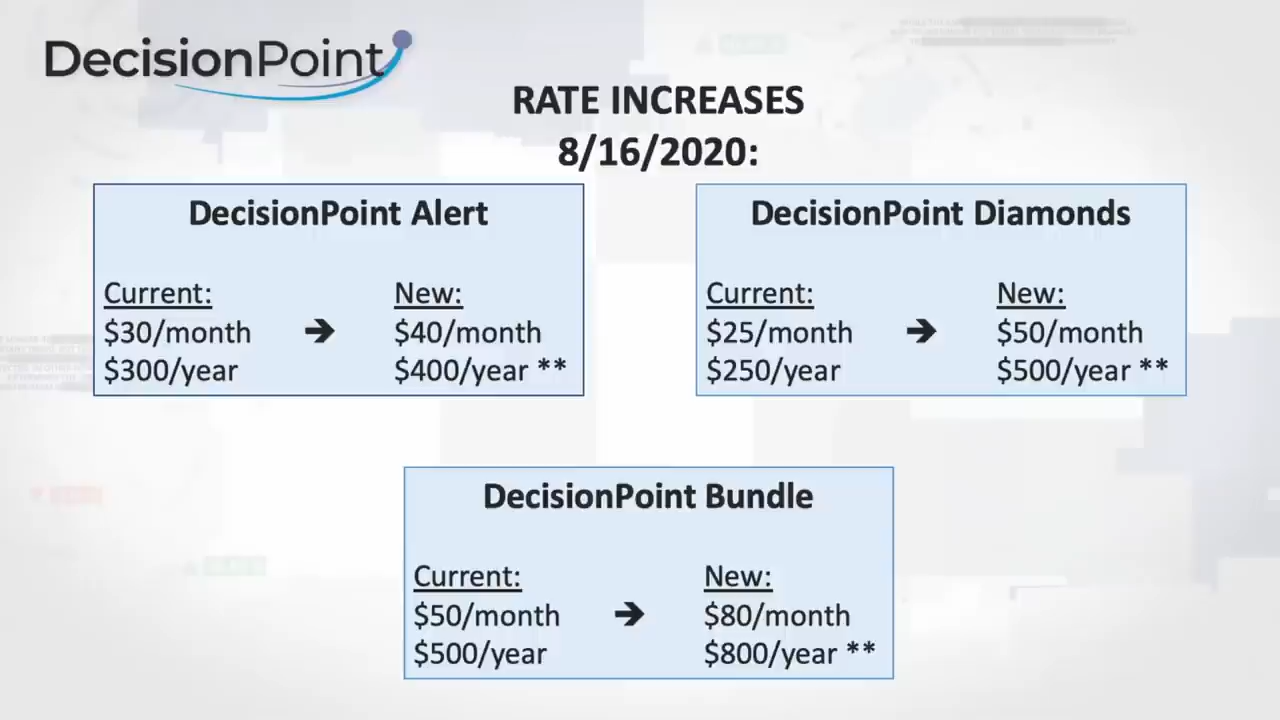 DecisionPoint
RATE INCREASES
8/16/2020:
DecisionPoint Alert
Current:
New:
$30/month ➔ $40/month
$300/year
$400/year **
DecisionPoint Diamonds
Current:
New:
$25/month ➔ $50/month
$250/year
$500/year **
DecisionPoint Bundle
Current:
New:
$50/month ➔ $80/month
$500/year
$800/year **